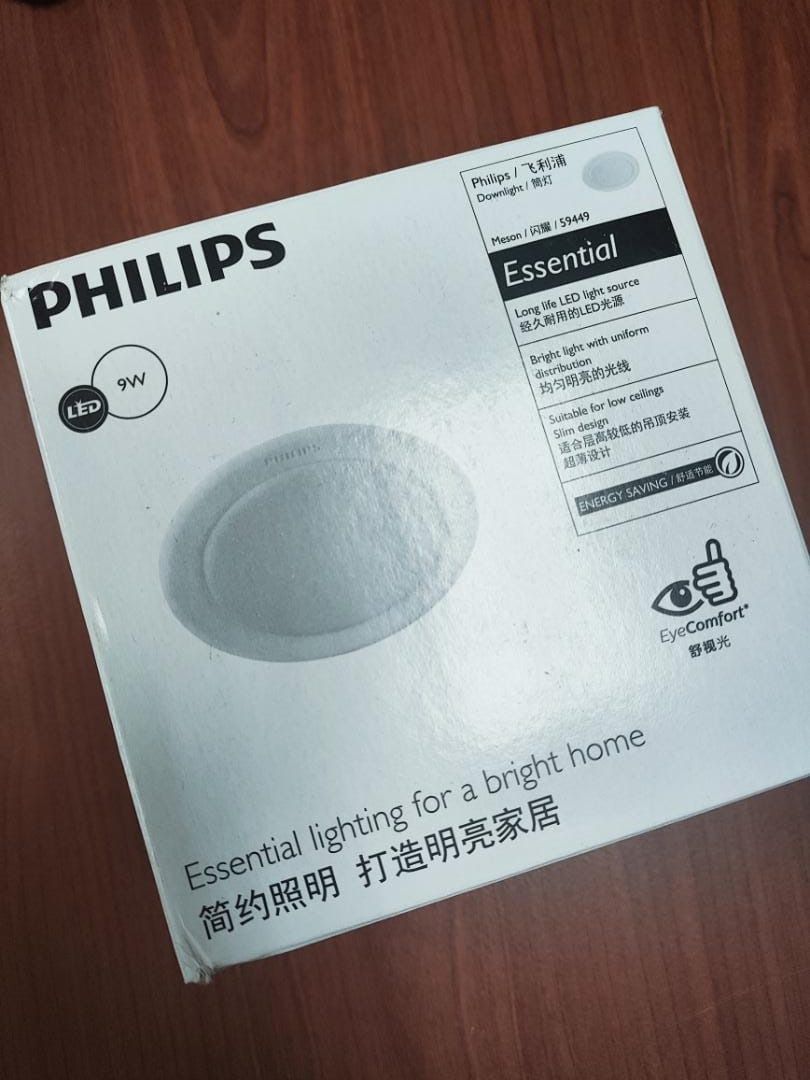 PHILIPS
LED
9W
PHILIPS
Philips / 飞利浦
Downlight / 筒灯
Meson / 闪耀 / 59449
Essential
Long life LED light source
经久耐用的LED光源
Bright light with uniform
distribution
均匀明亮的光线
Suitable for low ceilings
Slim design
适合层高较低的吊顶安装
超薄设计
ENERGY SAVING / 舒适节能
EyeComfort*
舒视光
Essential lighting for a bright home
简约照明 打造明亮家居